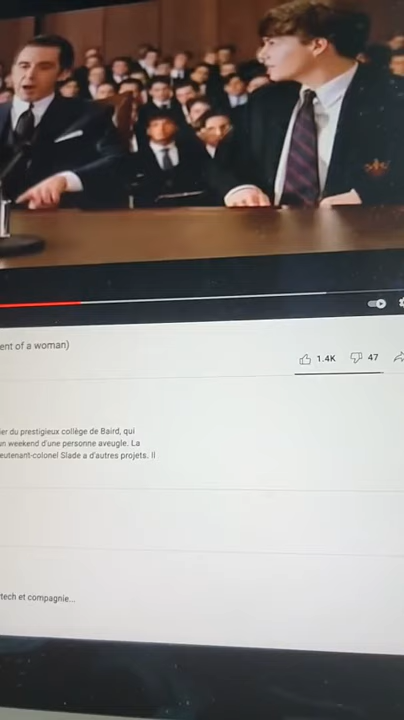 ent of a woman)
1.4K
47
ier du prestigieux collège de Baird, qui
un weekend d'une personne aveugle. La
eutenant-colonel Slade a d'autres projets. Il
tech et compagnie...